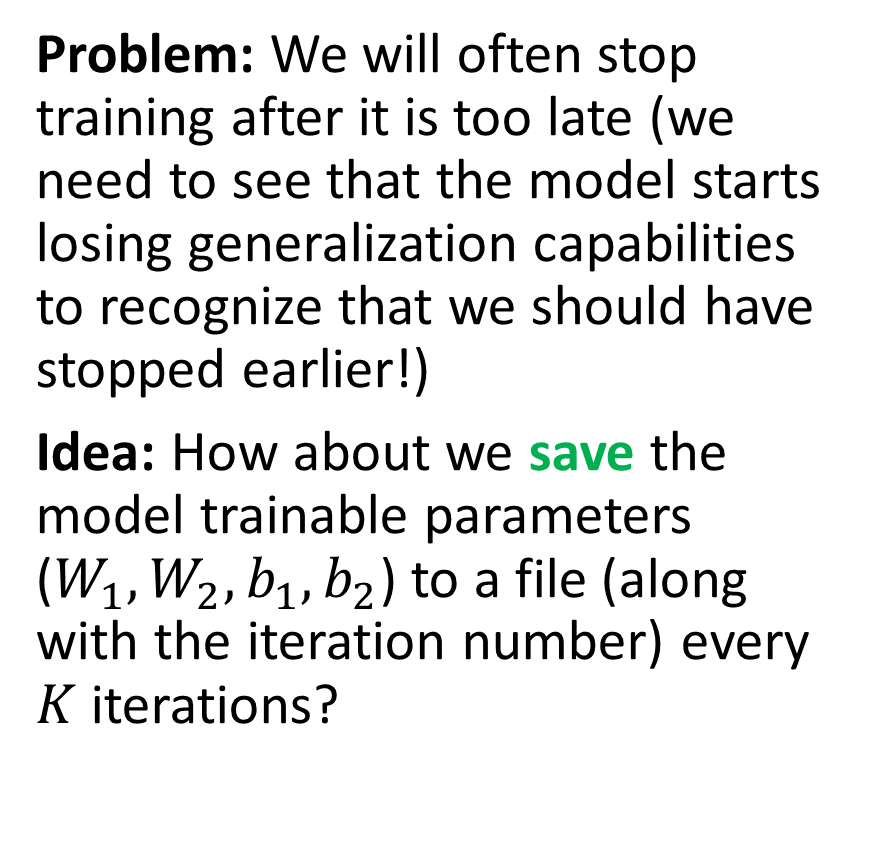 Problem: We will often stop
training after it is too late (we
need to see that the model starts
losing generalization capabilities
to recognize that we should have
stopped earlier!)
Idea: How about we save the
model trainable parameters
(W₁, W₂, b₁, b₂) to a file (along
with the iteration number) every
K iterations?